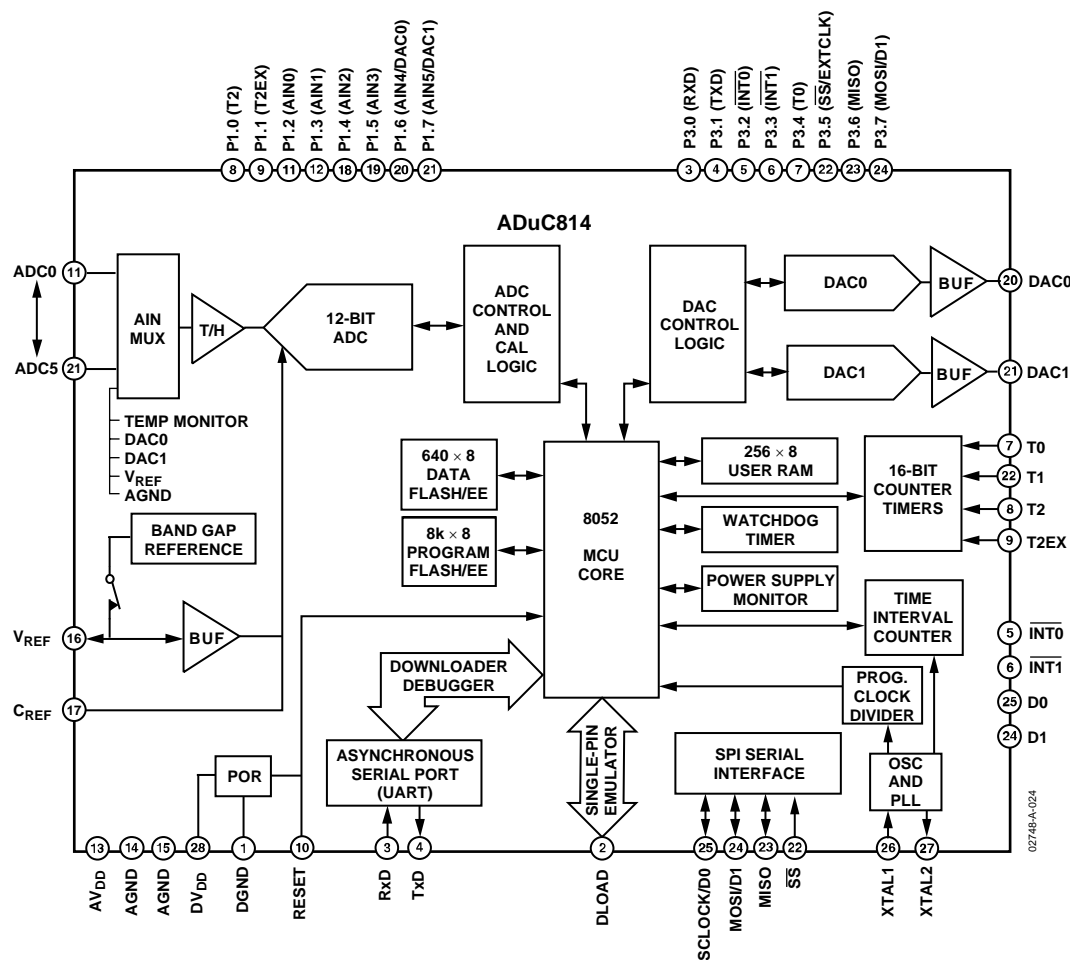 P1.0 (T2)
P1.1 (T2EX)
P1.2 (AIN0)
P1.3 (AIN1)
P1.4 (AIN2)
P1.5 (AIN3)
P1.6 (AIN4/DAC0)
P1.7 (AIN5/DAC1)
P3.0 (RXD)
P3.1 (TXD)
P3.2 (INT0)
P3.3 (INT1)
P3.4 (T0)
P3.5 (SS/EXTCLK)
P3.6 (MISO)
P3.7 (MOSI/D1)
8 9 11 12 18 19 20 21
3 4 5 6 7 22 23 24
ADuC814
ADC0
11
ADC5
21
AIN
MUX
T/H
12-BIT
ADC
ADC
CONTROL
AND
CAL
LOGIC
DAC
CONTROL
LOGIC
DAC0
BUF
20
DAC0
DAC1
BUF
21
DAC1
TEMP MONITOR
DAC0
DAC1
VREF
AGND
BAND GAP
REFERENCE
VREF
16
BUF
CREF
17
640 × 8
DATA
FLASH/EE
8k × 8
PROGRAM
FLASH/EE
8052
MCU
CORE
256 × 8
USER RAM
WATCHDOG
TIMER
POWER SUPPLY
MONITOR
16-BIT
COUNTER
TIMERS
7
T0
22
T1
8
T2
9
T2EX
TIME
INTERVAL
COUNTER
5
INT0
6
INT1
25
D0
24
D1
PROG.
CLOCK
DIVIDER
OSC
AND
PLL
DOWNLOADER
DEBUGGER
ASYNCHRONOUS
SERIAL PORT
(UART)
POR
SINGLE-PIN
EMULATOR
SPI SERIAL
INTERFACE
02748-A-024
13 14 15 28 1 10 3 4 2 25 24 23 22 26 27
AVDD
AGND
AGND
DVDD
DGND
RESET
RxD
TxD
DLOAD
SCLOCK/D0
MOSI/D1
MISO
SS
XTAL1
XTAL2